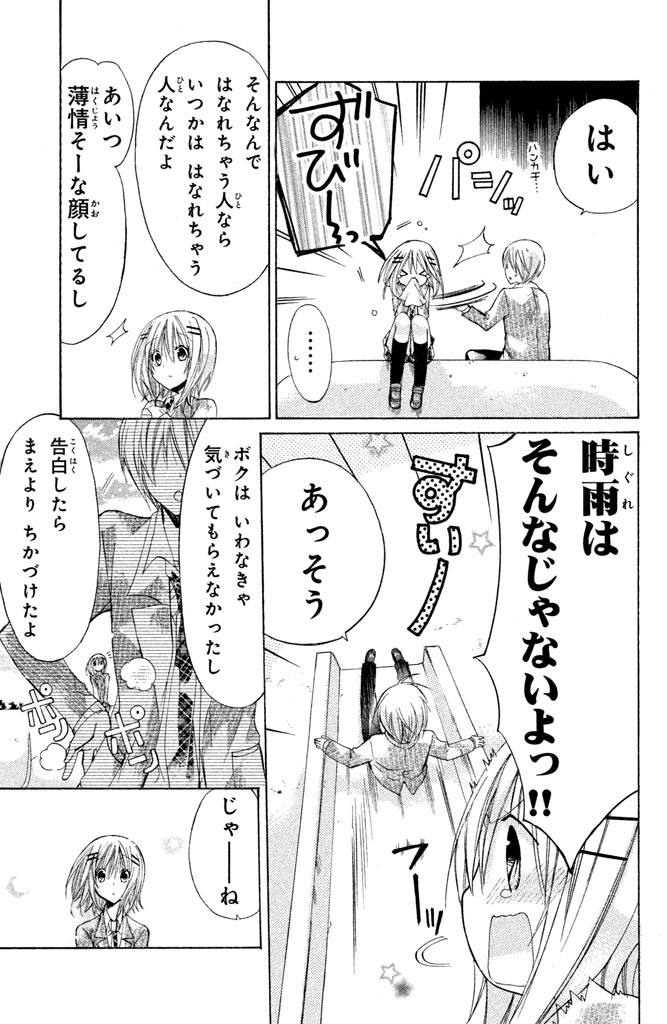 はい
ハンカチ…
パシッ
ずびーっ
……
そんなんで
はなれちゃう人なら
いつかは はなれちゃう
人なんだよ
あいつ
薄情そーな顔してるし
時雨は
そんなじゃないよっ!!
すいー
あっそう
フー
ボクは いわなきゃ
気づいてもらえなかったし
告白したら
まえより ちかづけたよ
ポン
ポン
じゃーね